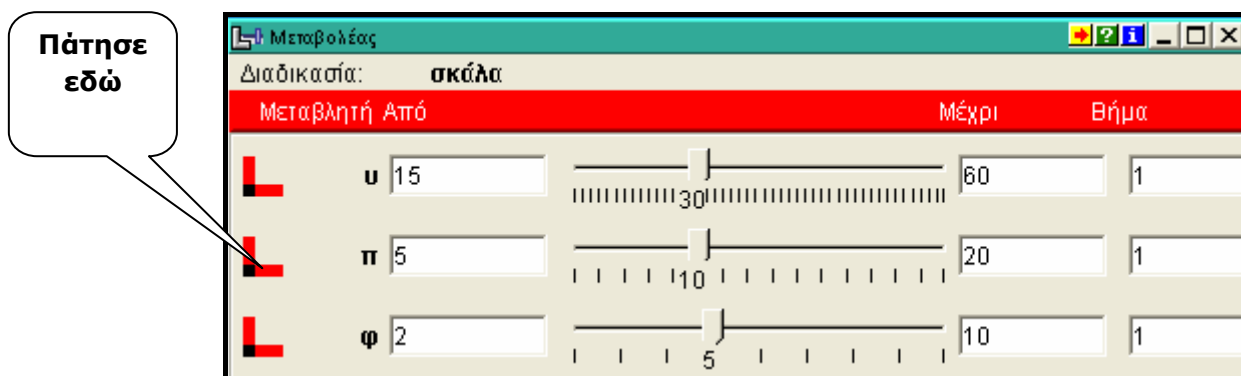 Πάτησε
εδώ
Μεταβολέας
Διαδικασία: σκάλα
Μεταβλητή Από Μέχρι Βήμα
υ 15 30 60 1
π 5 10 20 1
φ 2 5 10 1